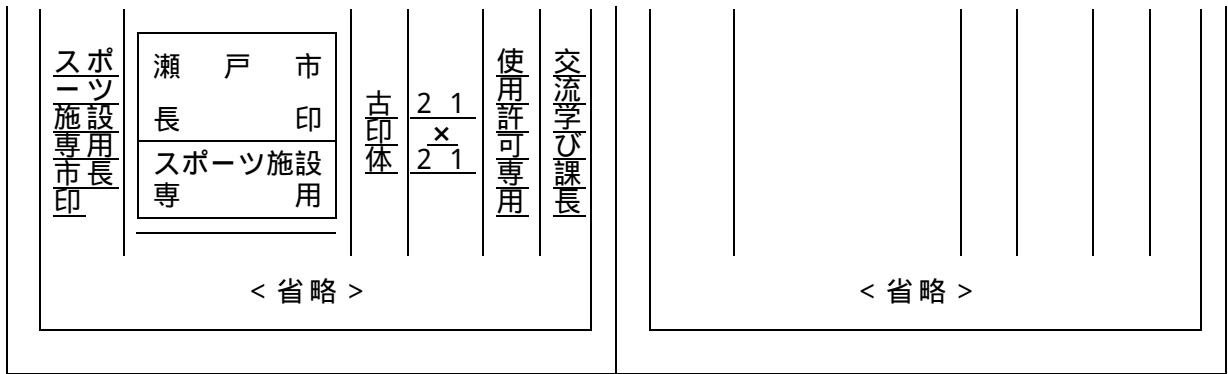 スポ
ーツ
施設
専用
市長
印
瀬戸市
長印
スポーツ施設
専用
古印体
21
×
21
使用許可専用
交流学び課長
<省略>
<省略>